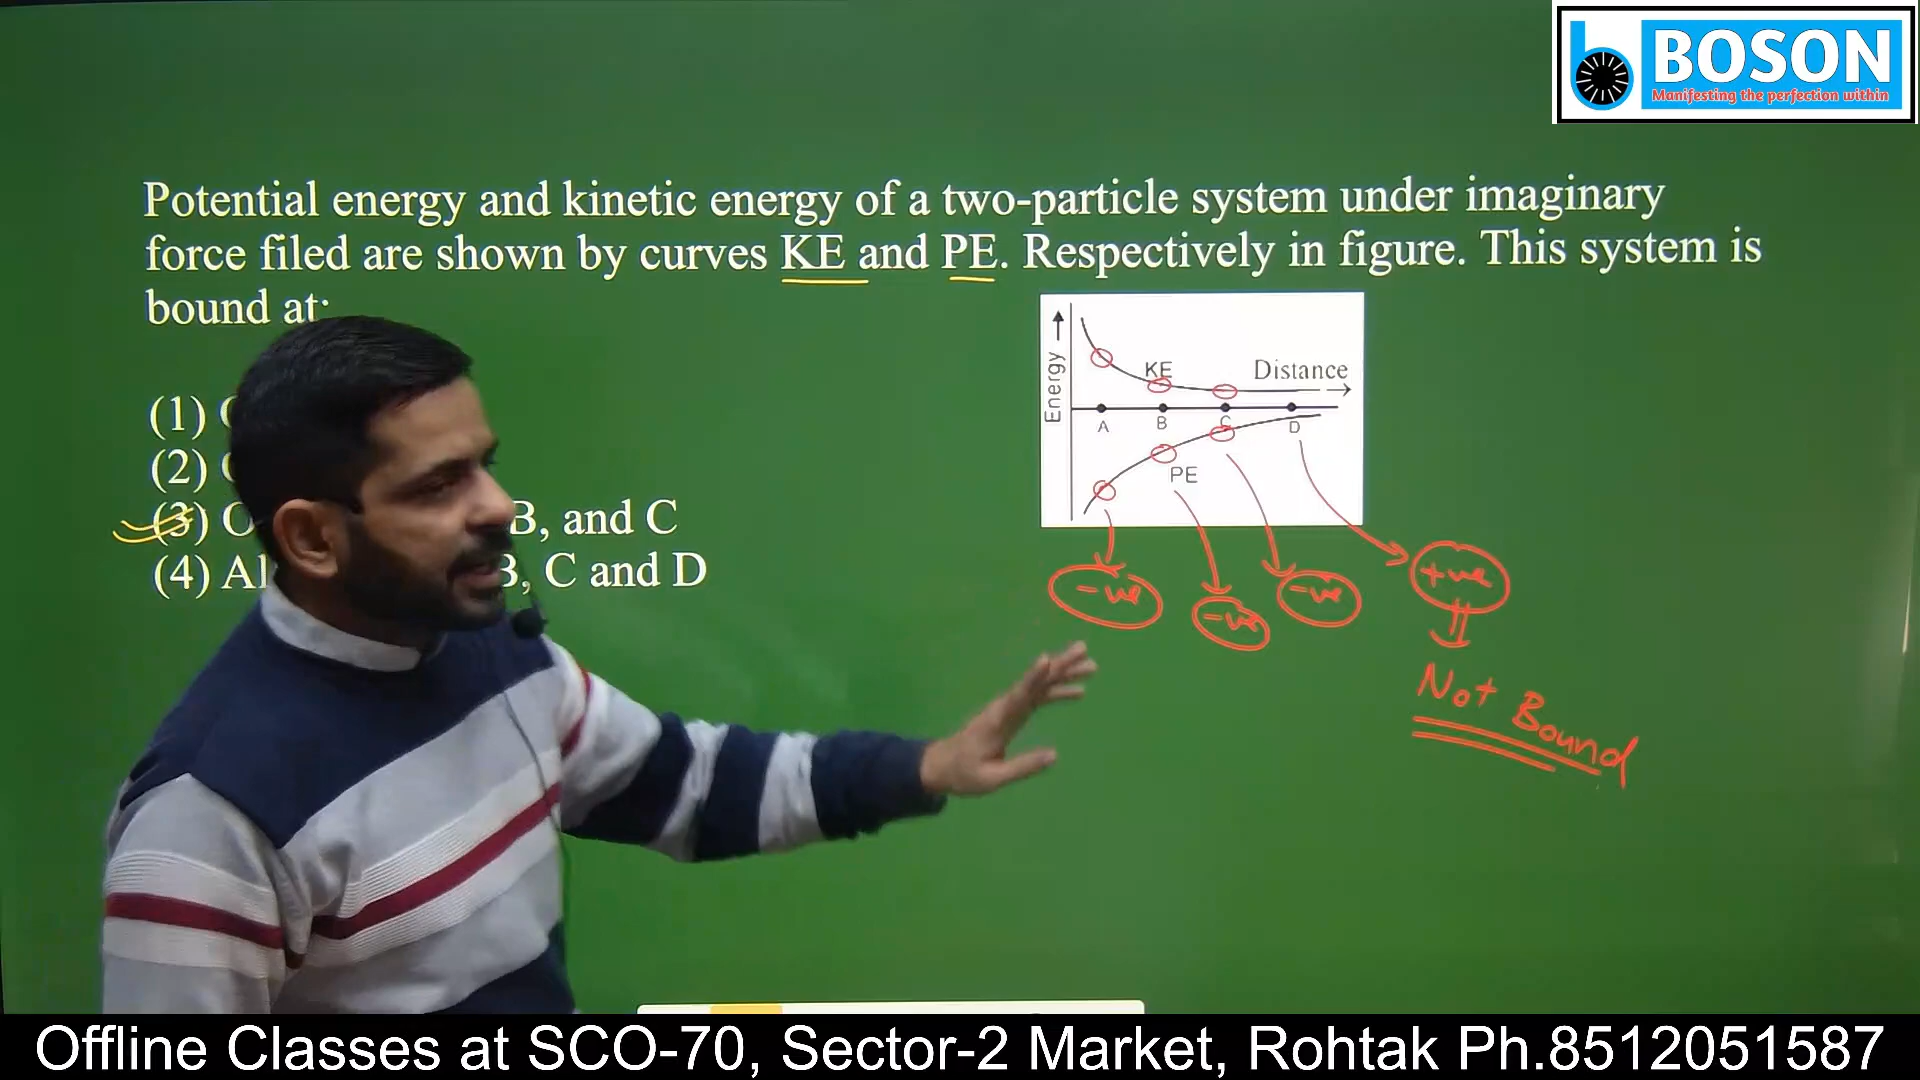 BOSON
Manifesting the perfection within
Potential energy and kinetic energy of a two-particle system under imaginary
force filed are shown by curves KE and PE. Respectively in figure. This system is
bound at:
Energy
KE
Distance
A
B
C
D
PE
(1)
(2)
(3) O B, and C
(4) Al B, C and D
-ve
-ve
-ve
+ve
Not Bound
Offline Classes at SCO-70, Sector-2 Market, Rohtak Ph.8512051587